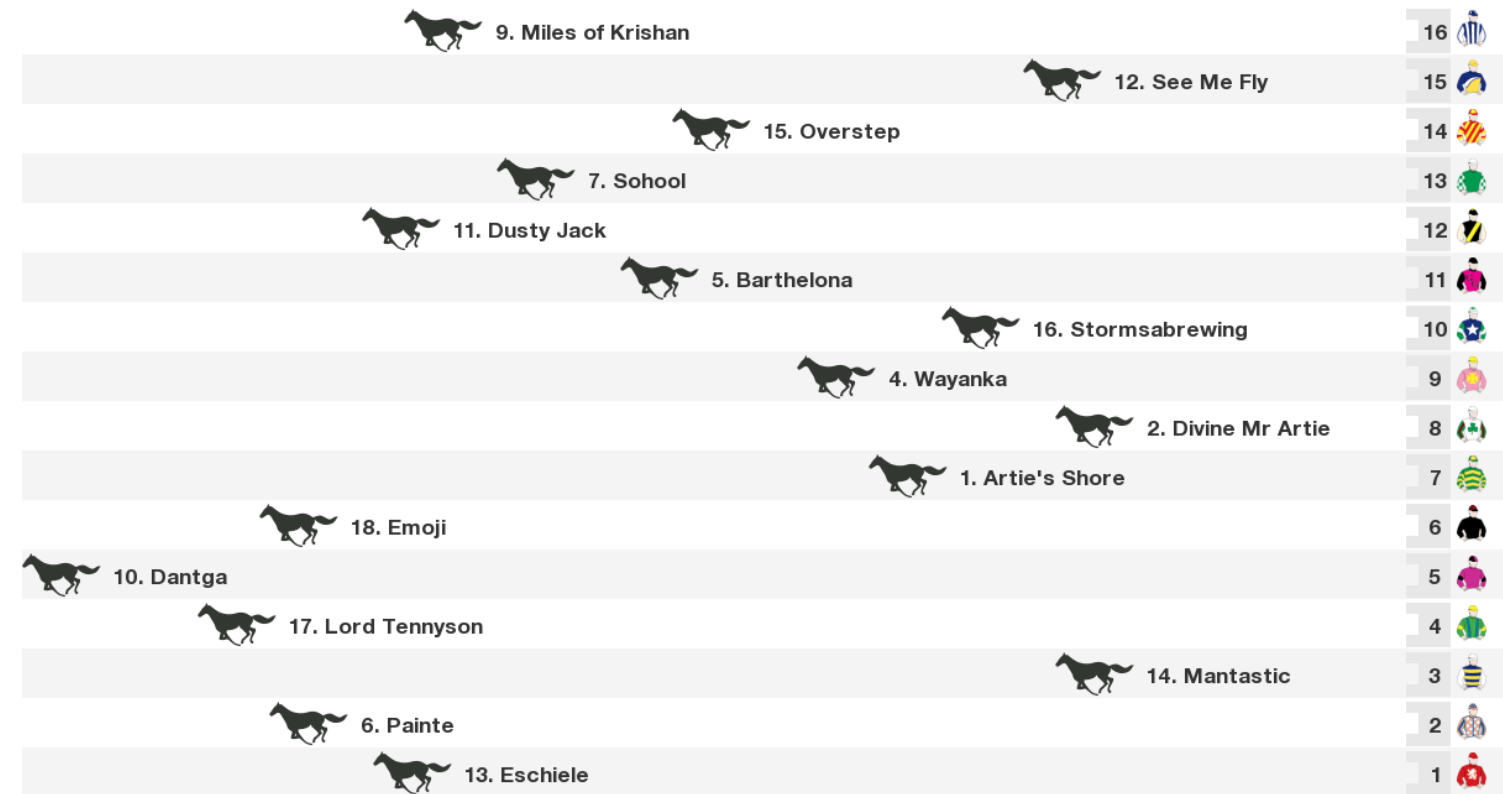 9. Miles of Krishan 16
12. See Me Fly 15
15. Overstep 14
7. Sohool 13
11. Dusty Jack 12
5. Barthelona 11
16. Stormsabrewing 10
4. Wayanka 9
2. Divine Mr Artie 8
1. Artie's Shore 7
18. Emoji 6
10. Dantga 5
17. Lord Tennyson 4
14. Mantastic 3
6. Painte 2
13. Eschiele 1